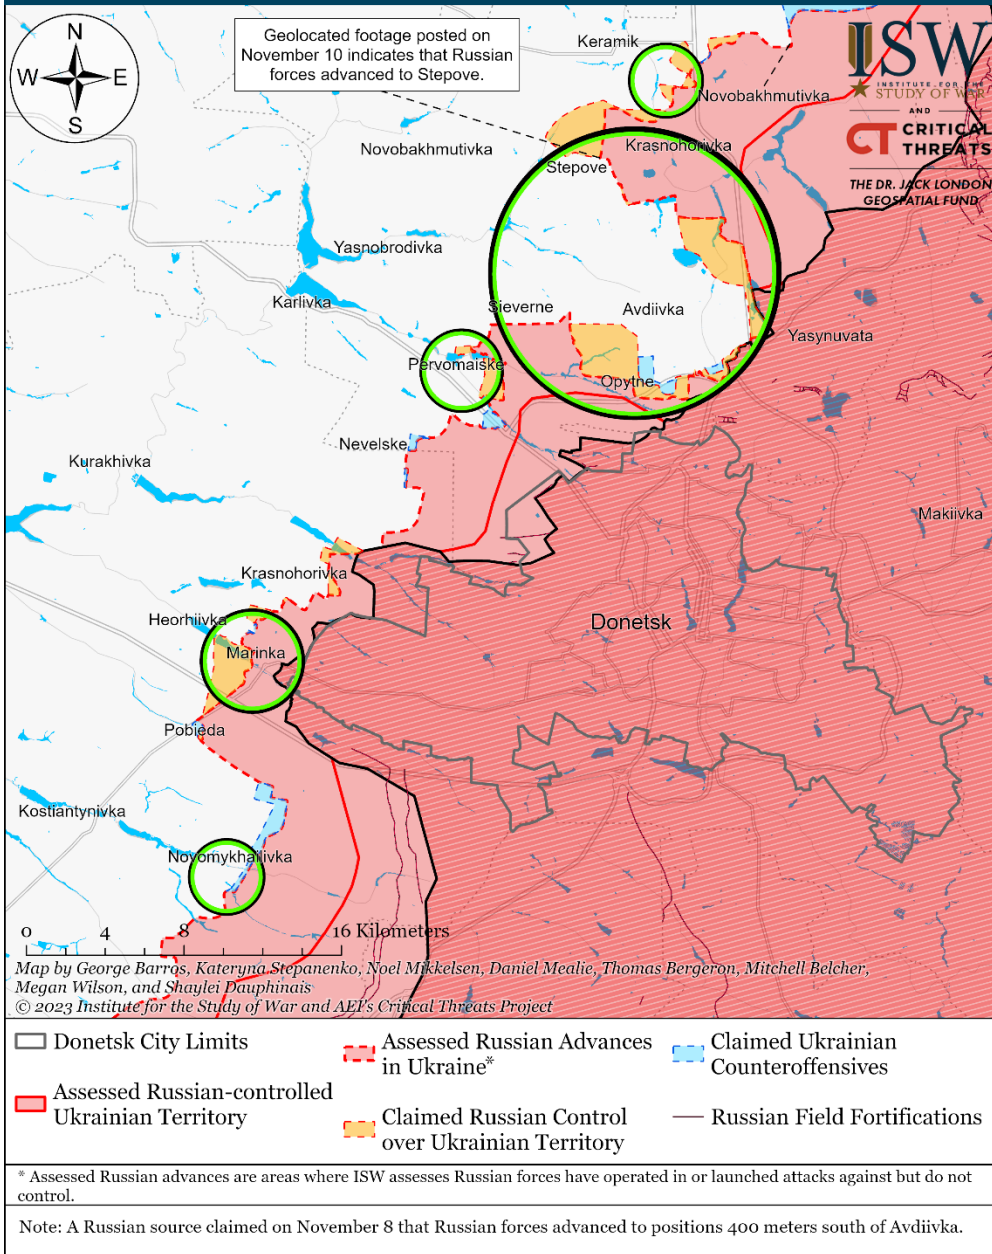 N
W E
S
Geolocated footage posted on
November 10 indicates that Russian
forces advanced to Stepove.
ISW
INSTITUTE FOR THE
STUDY OF WAR
AND
CT CRITICAL
THREATS
THE DR. JACK LONDON
GEOSPATIAL FUND
Keramik
Novobakhmutivka
Novobakhmutivka
Krasnohorivka
Stepove
Yasnobrodivka
Karlivka
Sieverne
Avdiivka
Yasynuvata
Pervomaiske
Opytne
Nevelske
Kurakhivka
Makiivka
Krasnohorivka
Heorhiivka
Donetsk
Marinka
Pobieda
Kostiantynivka
Novomykhailivka
0 4 8 16 Kilometers
Map by George Barros, Kateryna Stepanenko, Noel Mikkelsen, Daniel Mealie, Thomas Bergeron, Mitchell Belcher,
Megan Wilson, and Shaylei Dauphinais
© 2023 Institute for the Study of War and AEI's Critical Threats Project
Donetsk City Limits
Assessed Russian-controlled
Ukrainian Territory
Assessed Russian Advances
in Ukraine*
Claimed Russian Control
over Ukrainian Territory
Claimed Ukrainian
Counteroffensives
Russian Field Fortifications
* Assessed Russian advances are areas where ISW assesses Russian forces have operated in or launched attacks against but do not
control.
Note: A Russian source claimed on November 8 that Russian forces advanced to positions 400 meters south of Avdiivka.